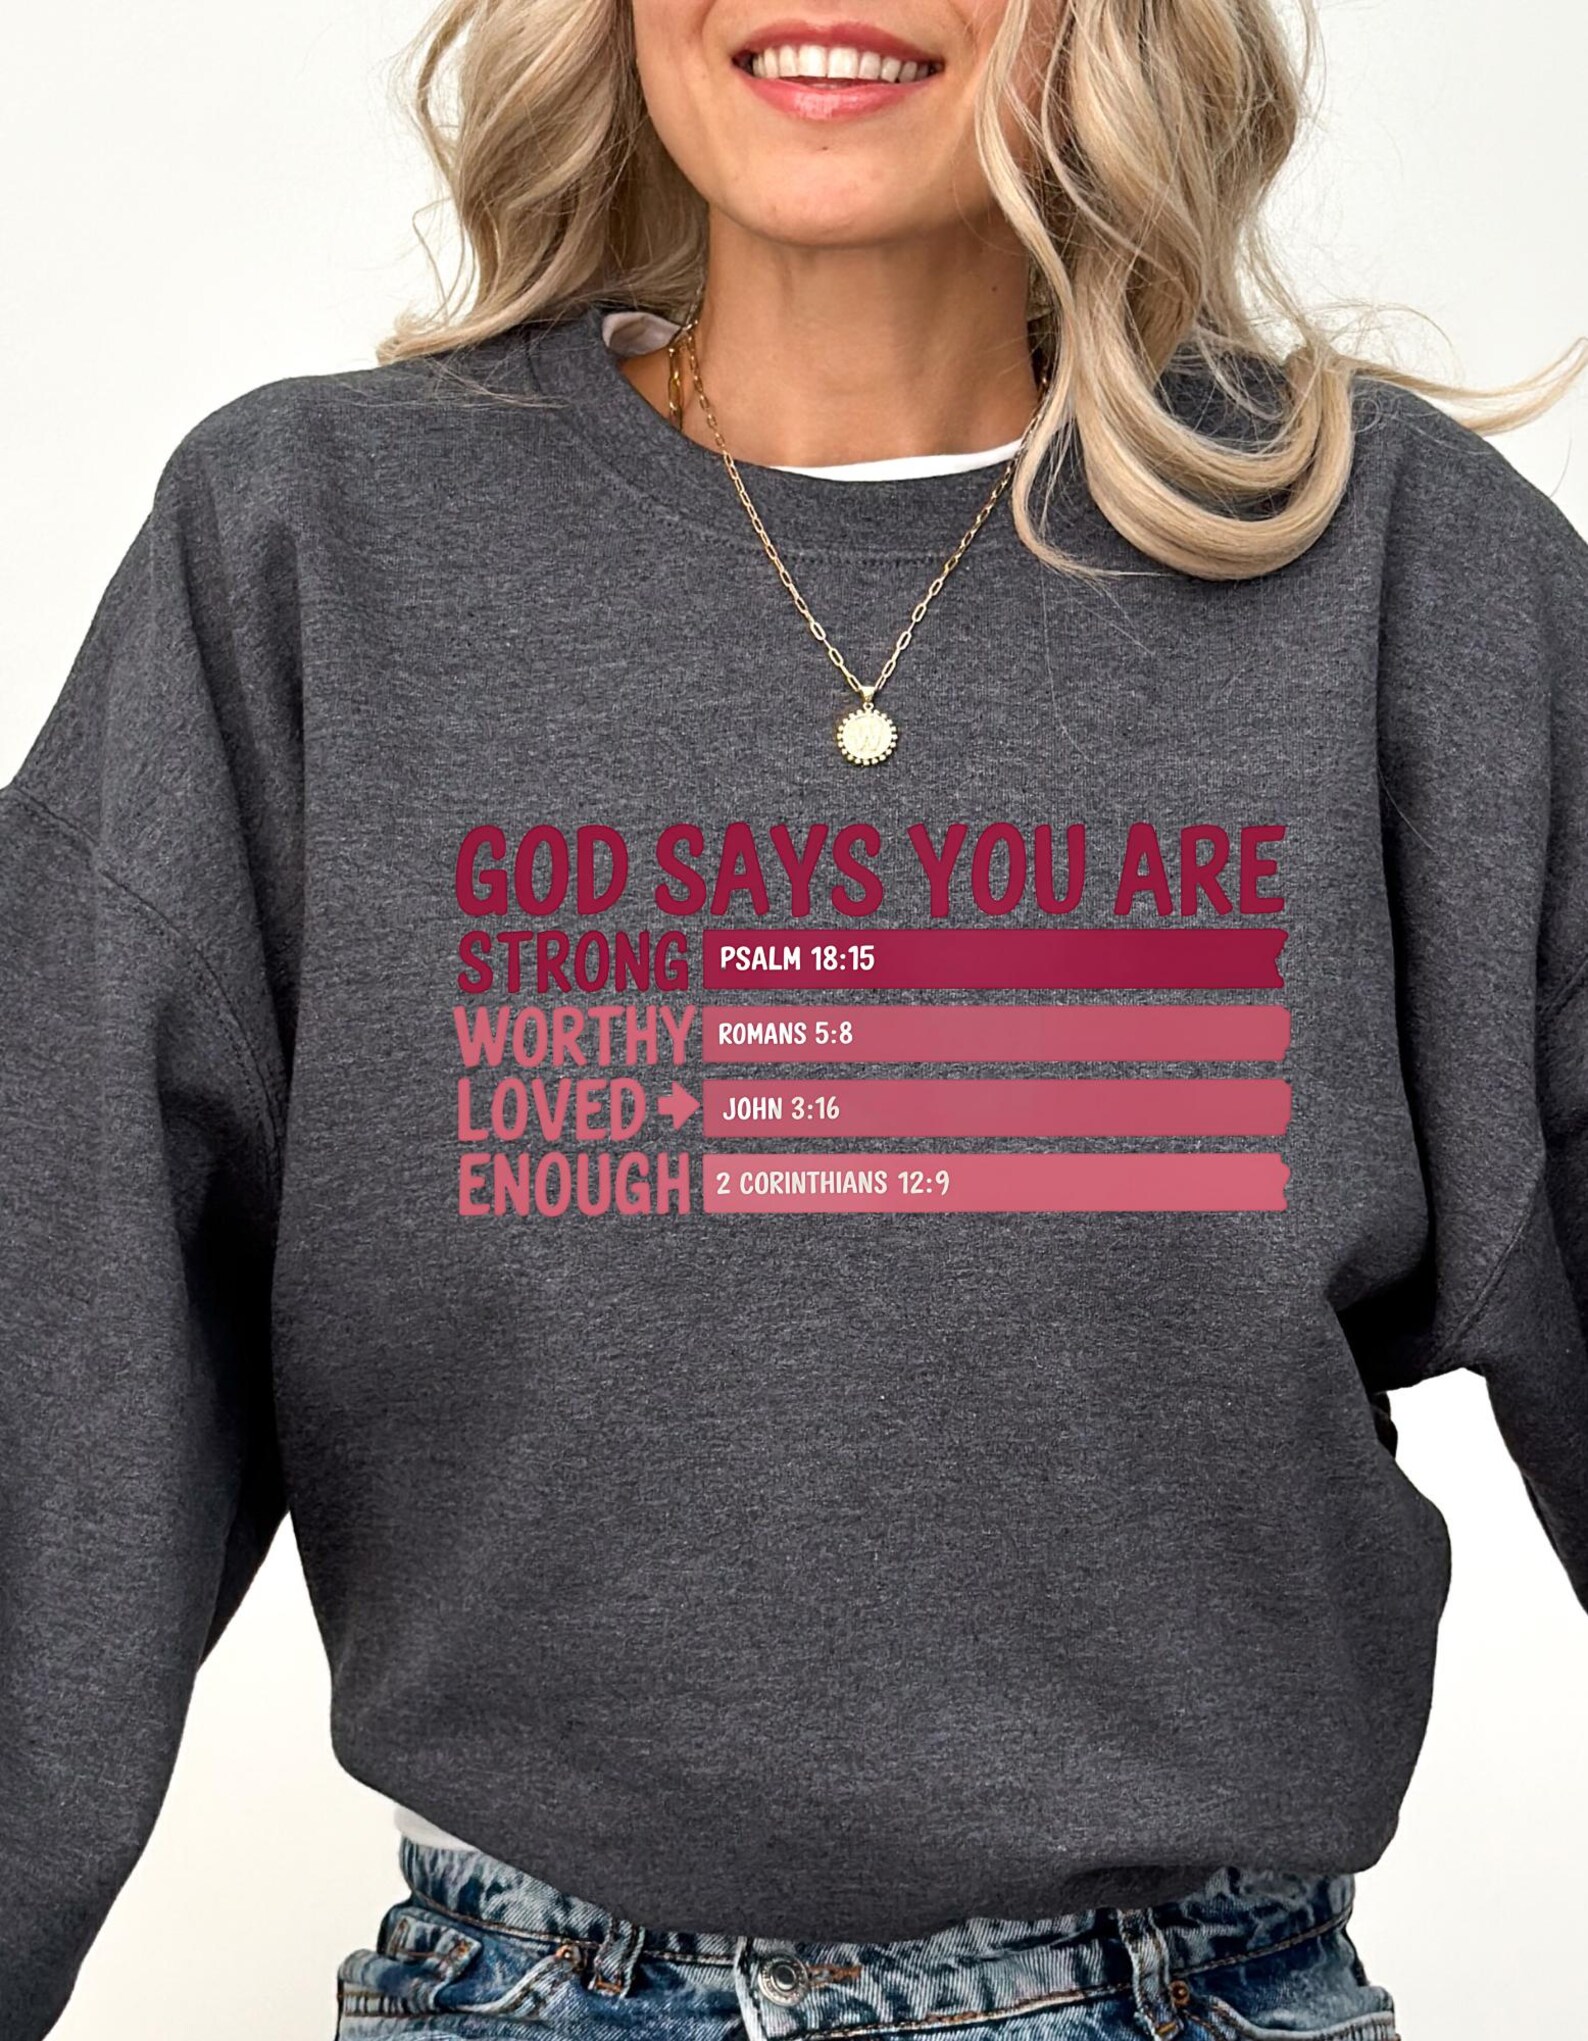 GOD SAYS YOU ARE
STRONG PSALM 18:15
WORTHY ROMANS 5:8
LOVED → JOHN 3:16
ENOUGH 2 CORINTHIANS 12:9